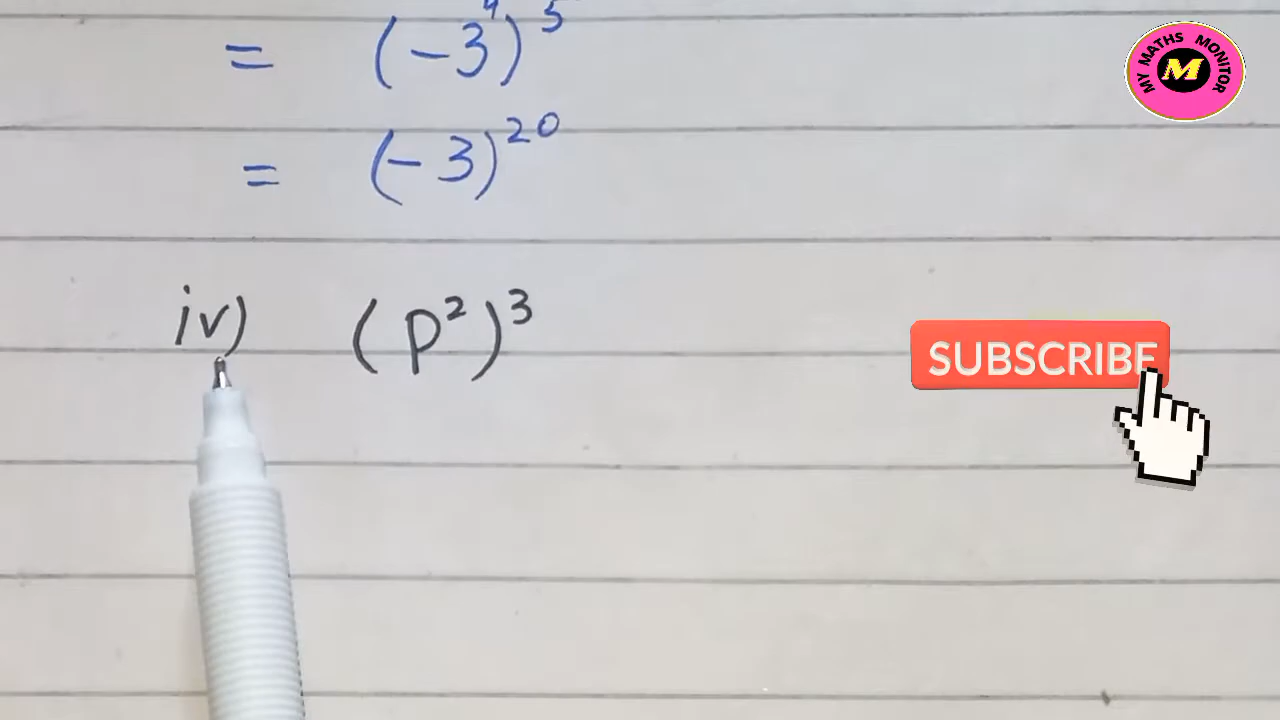 = (-3⁴)⁵
= (-3)²⁰
iv) (p²)³
MY MATHS MONITOR
M
SUBSCRIBE